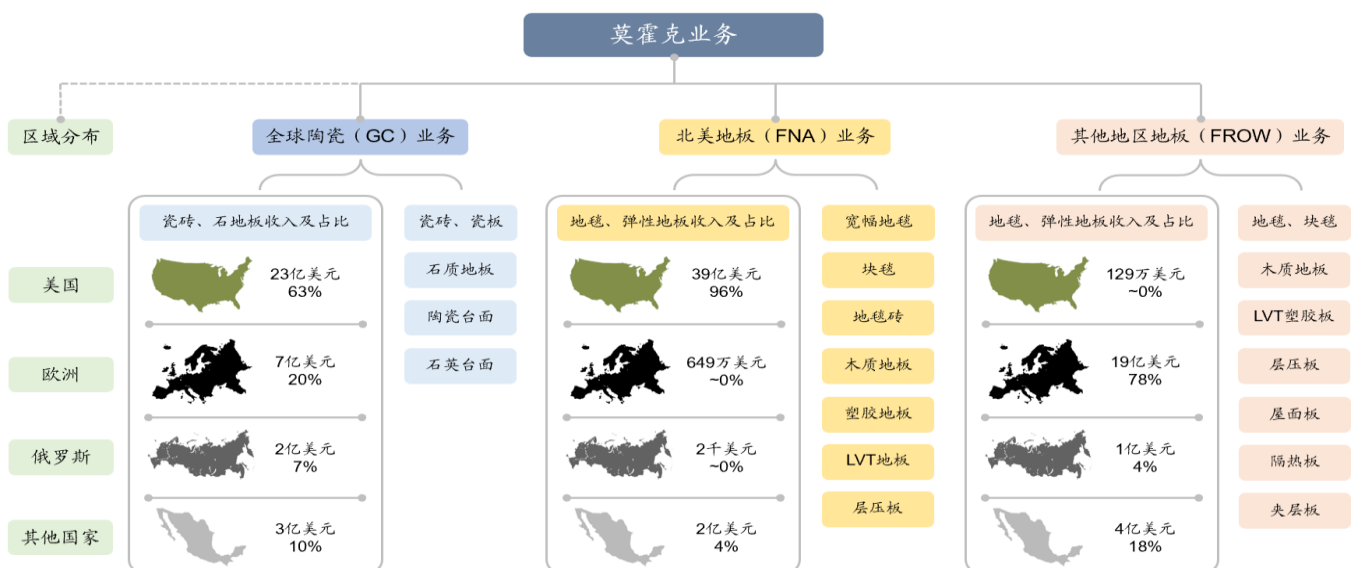 莫霍克业务
区域分布
全球陶瓷（GC）业务
北美地板（FNA）业务
其他地区地板（FROW）业务
瓷砖、石地板收入及占比
瓷砖、瓷板
地毯、弹性地板收入及占比
宽幅地毯
地毯、弹性地板收入及占比
地毯、块毯
美国
23亿美元
63%
石质地板
39亿美元
96%
块毯
129万美元
~0%
木质地板
陶瓷台面
地毯砖
LVT塑胶板
欧洲
7亿美元
20%
石英台面
649万美元
~0%
木质地板
19亿美元
78%
层压板
塑胶地板
屋面板
俄罗斯
2亿美元
7%
2千美元
~0%
LVT地板
1亿美元
4%
隔热板
层压板
夹层板
其他国家
3亿美元
10%
2亿美元
4%
4亿美元
18%